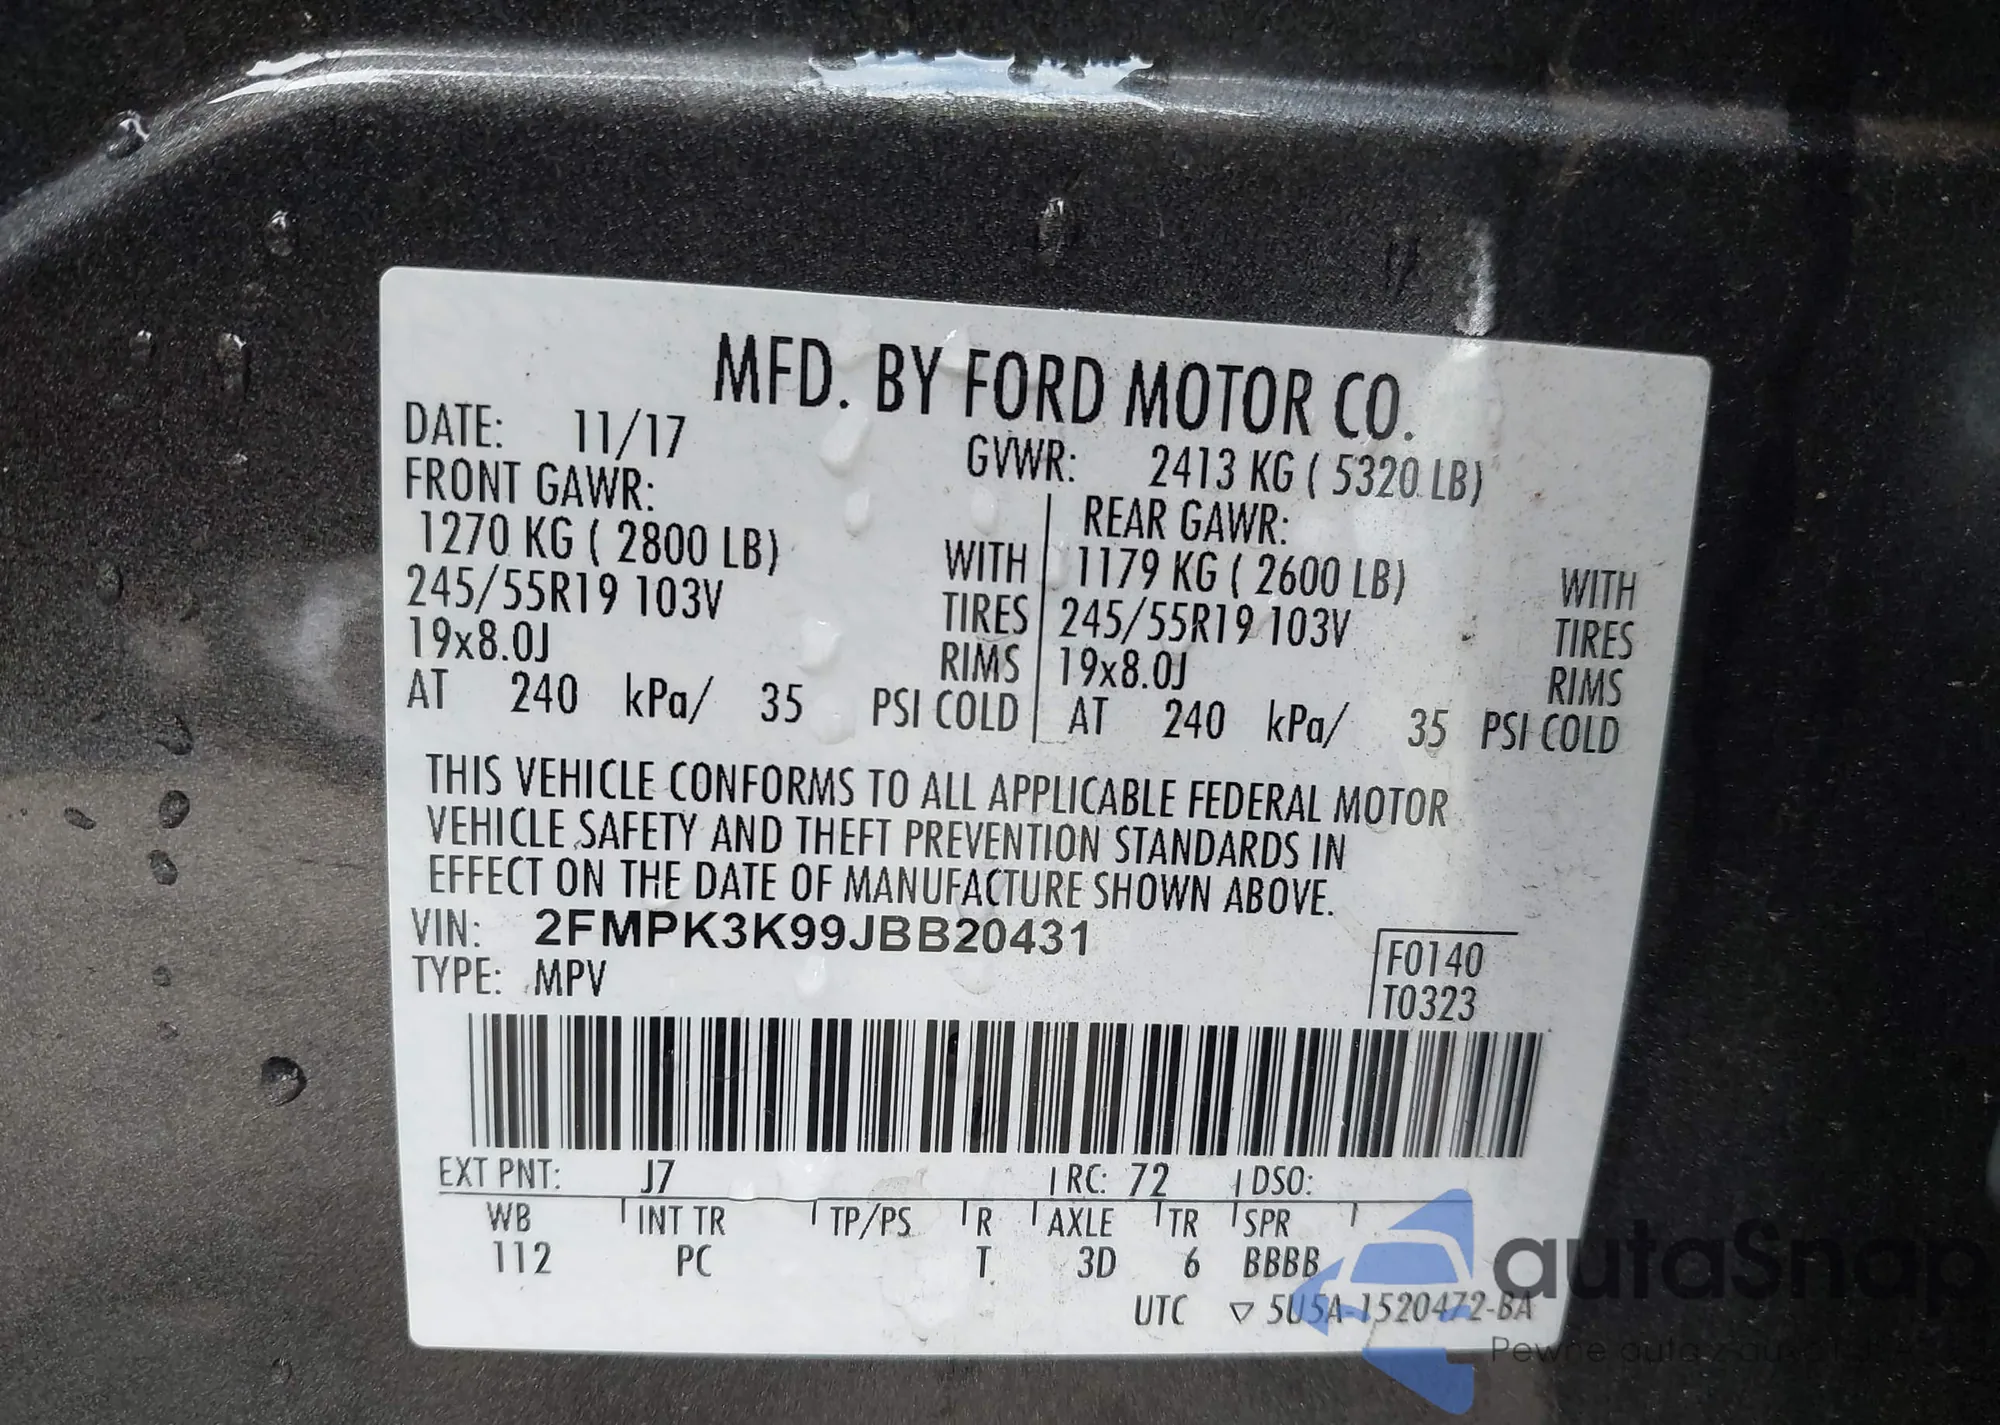 MFD. BY FORD MOTOR CO.
DATE: 11/17 GVWR: 2413 KG ( 5320 LB)
FRONT GAWR: REAR GAWR:
1270 KG ( 2800 LB) WITH 1179 KG ( 2600 LB) WITH
245/55R19 103V TIRES 245/55R19 103V TIRES
19x8.0J RIMS 19x8.0J RIMS
AT 240 kPa/ 35 PSI COLD AT 240 kPa/ 35 PSI COLD
THIS VEHICLE CONFORMS TO ALL APPLICABLE FEDERAL MOTOR
VEHICLE SAFETY AND THEFT PREVENTION STANDARDS IN
EFFECT ON THE DATE OF MANUFACTURE SHOWN ABOVE.
VIN: 2FMPK3K99JBB20431
TYPE: MPV
F0140
T0323
EXT PNT: J7 RC: 72 DSO:
WB INT TR TP/PS R AXLE TR SPR
112 PC T 3D 6 BBBB
UTC ▽ 5U5A-1520472-BA
autaSnap
Pewne auta z